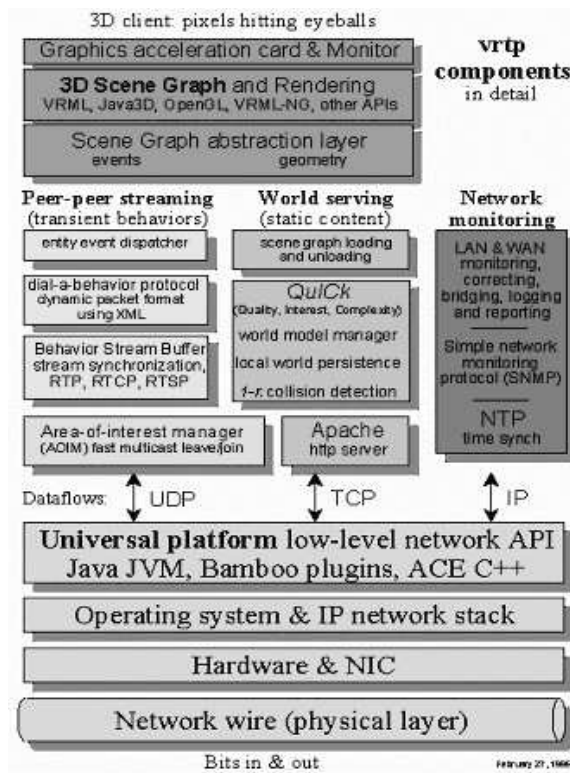 3D client: pixels hitting eyeballs
Graphics acceleration card & Monitor
3D Scene Graph and Rendering
VRML, Java3D, OpenGL, VRML-NG, other APIs
Scene Graph abstraction layer
events geometry
vrtp
components
in detail
Peer-peer streaming
(transient behaviors)
entity event dispatcher
dial-a-behavior protocol
dynamic packet format
using XML
Behavior Stream Buffer
stream synchronization,
RTP, RTCP, RTSP
Area-of-interest manager
(AOIM) fast multicast leave/join
World serving
(static content)
scene graph loading
and unloading
QuICk
(Quality, Interest, Complexity)
world model manager
local world persistence
collision detection
Apache
http server
Network
monitoring
LAN & WAN
monitoring,
correcting,
bridging, logging
and reporting
Simple network
monitoring
protocol (SNMP)
NTP
time synch
Dataflows: UDP TCP IP
Universal platform low-level network API
Java JVM, Bamboo plugins, ACE C++
Operating system & IP network stack
Hardware & NIC
Network wire (physical layer)
Bits in & out
February